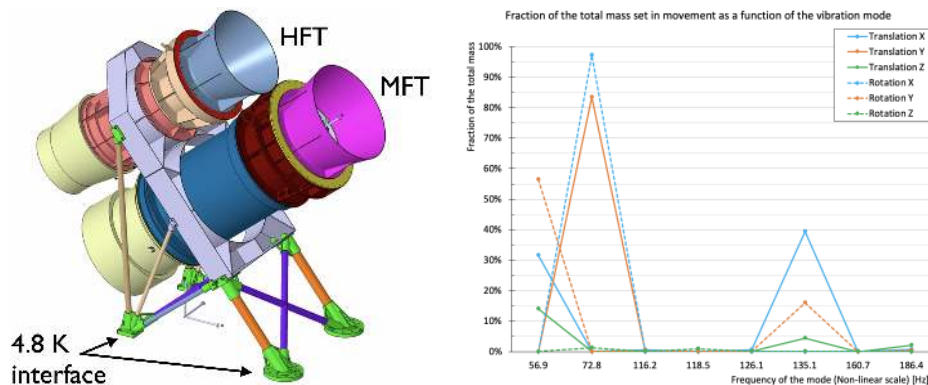 HFT
MFT
4.8 K
interface
Fraction of the total mass set in movement as a function of the vibration mode
Translation X
Translation Y
Translation Z
Rotation X
Rotation Y
Rotation Z
Fraction of the total mass
100%
90%
80%
70%
60%
50%
40%
30%
20%
10%
0%
56.9 72.8 116.2 118.5 126.1 135.1 160.7 186.4
Frequency of the mode (Non-linear scale) [Hz]